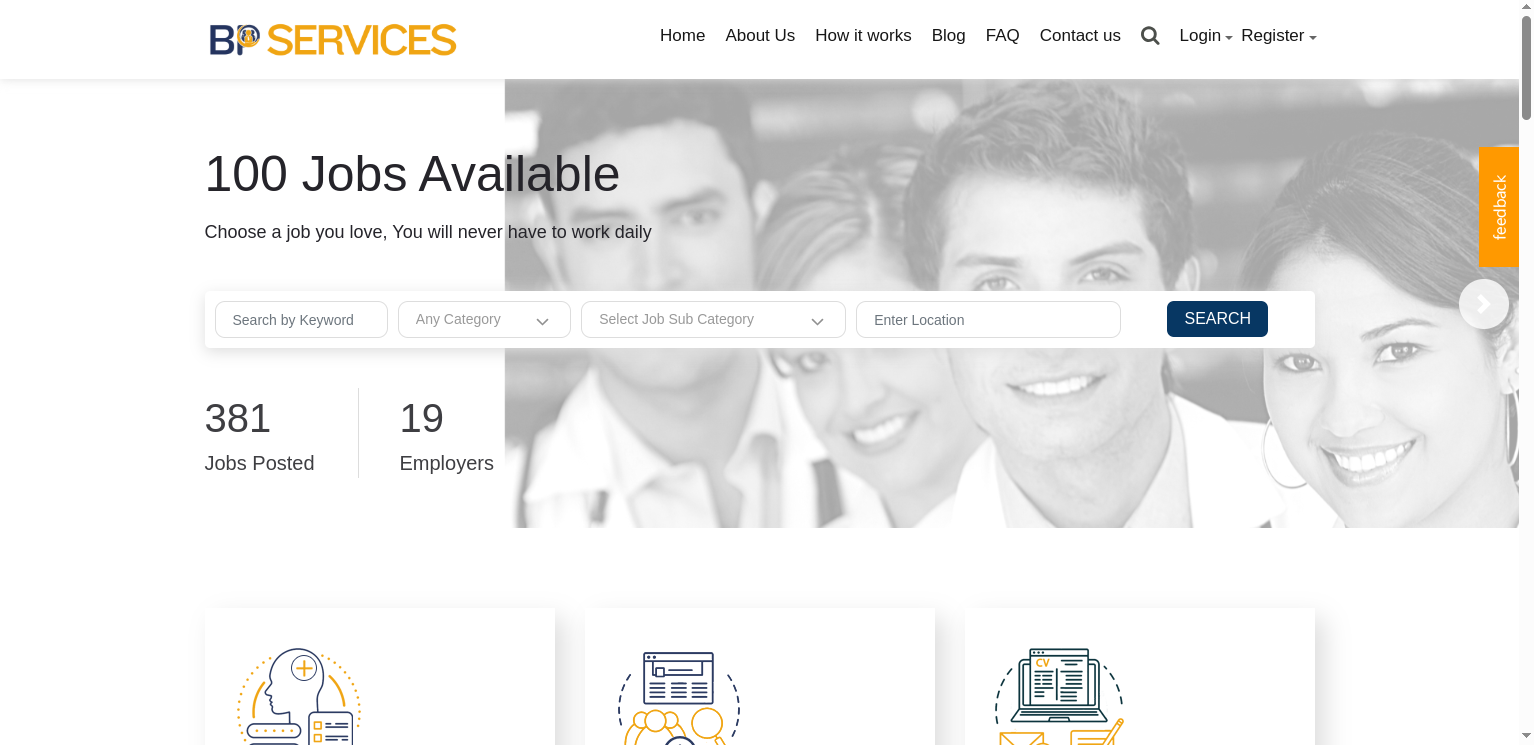 BP SERVICES
Home About Us How it works Blog FAQ Contact us Login Register
100 Jobs Available
Choose a job you love, You will never have to work daily
feedback
Search by Keyword Any Category Select Job Sub Category Enter Location SEARCH
381 19
Jobs Posted Employers
CV